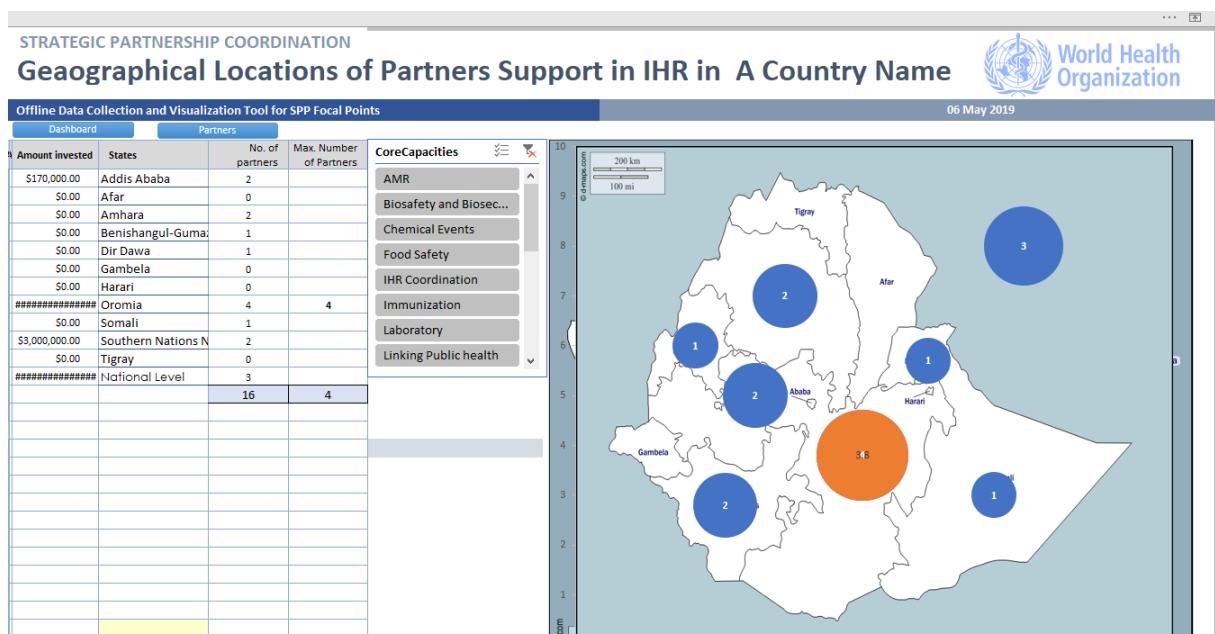 STRATEGIC PARTNERSHIP COORDINATION
Geaographical Locations of Partners Support in IHR in A Country Name
World Health
Organization
Offline Data Collection and Visualization Tool for SPP Focal Points
06 May 2019
Dashboard
Partners
Amount invested States No. of partners Max. Number of Partners
$170,000.00 Addis Ababa 2
$0.00 Afar 0
$0.00 Amhara 2
$0.00 Benishangul-Gumaz 1
$0.00 Dir Dawa 1
$0.00 Gambela 0
$0.00 Harari 0
############### Oromia 4 4
$0.00 Somali 1
$3,000,000.00 Southern Nations N 2
$0.00 Tigray 0
############### National Level 3
16 4
CoreCapacities
AMR
Biosafety and Biosec...
Chemical Events
Food Safety
IHR Coordination
Immunization
Laboratory
Linking Public health
10
9
8
7
6
5
4
3
2
1
© d-maps.com
200 km
100 mi
Tigray
3
Afar
2
1
1
2
Ababa
Harari
Gambela
1
2
com